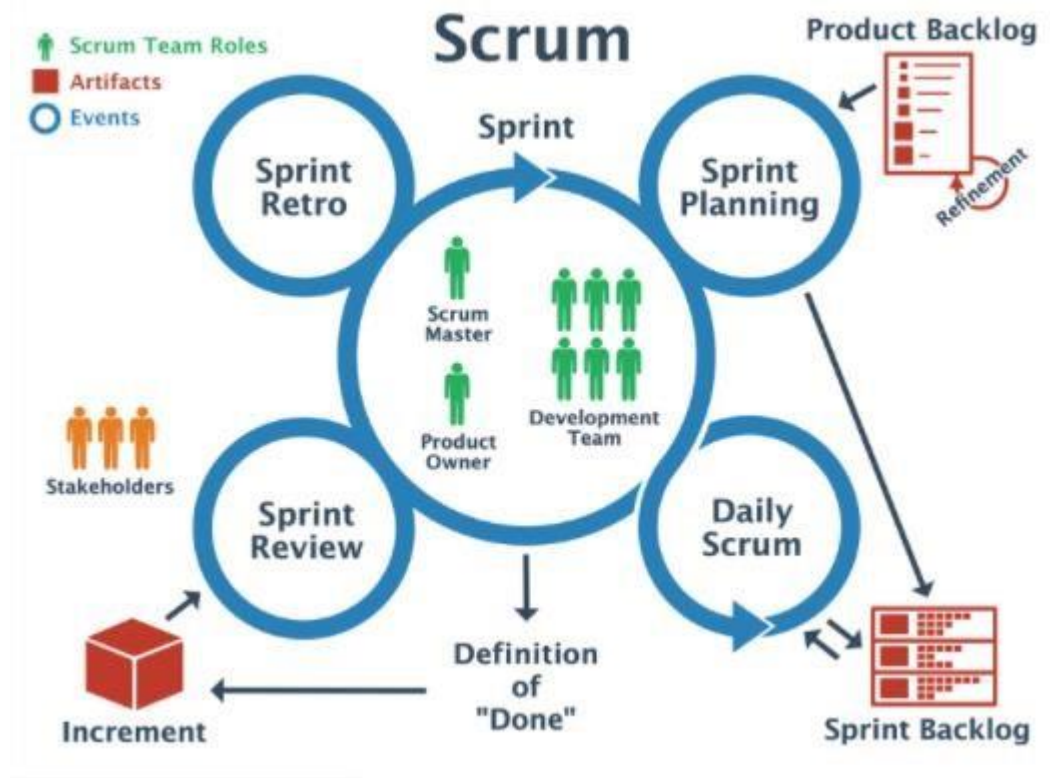 Scrum
Scrum Team Roles
Artifacts
Events
Product Backlog
Refinement
Sprint
Sprint
Retro
Sprint
Planning
Scrum
Master
Product
Owner
Development
Team
Stakeholders
Sprint
Review
Daily
Scrum
Definition
of
"Done"
Increment
Sprint Backlog